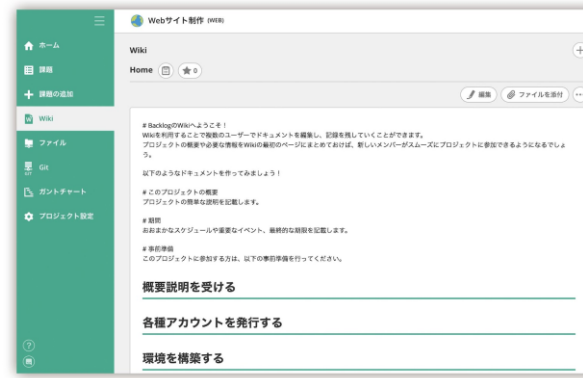 Webサイト制作 (WEB)
ホーム
課題
課題の追加
Wiki
ファイル
Git
ガントチャート
プロジェクト設定
Wiki
Home
0
編集
ファイルを添付
# BacklogのWikiへようこそ！
Wikiを利用することで複数のユーザーでドキュメントを編集し、記録を残していくことができます。
プロジェクトの概要や必要な情報をWikiの最初のページにまとめておけば、新しいメンバーがスムーズにプロジェクトに参加できるようになるでしょ
う。
以下のようなドキュメントを作ってみましょう！
# このプロジェクトの概要
プロジェクトの簡単な説明を記載します。
# 期間
おおまかなスケジュールや重要なイベント、最終的な期限を記載します。
# 事前準備
このプロジェクトに参加する方は、以下の事前準備を行ってください。
概要説明を受ける
各種アカウントを発行する
環境を構築する